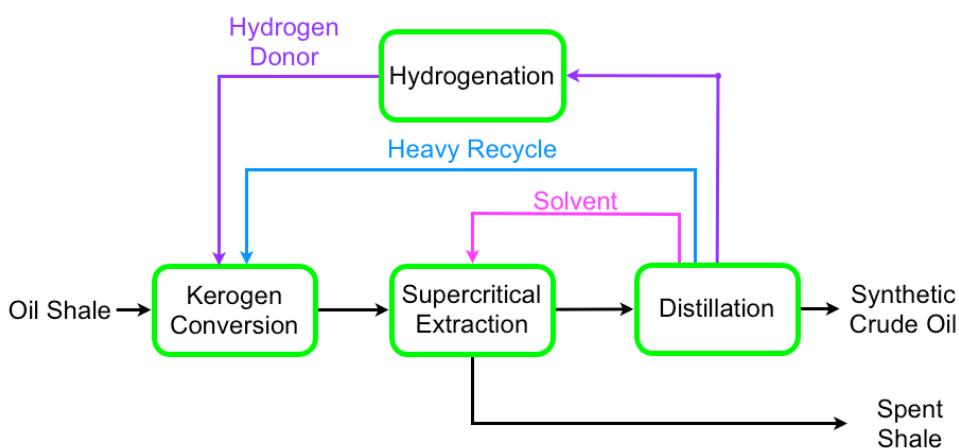 Hydrogen
Donor
Hydrogenation
Heavy Recycle
Solvent
Oil Shale
Kerogen
Conversion
Supercritical
Extraction
Distillation
Synthetic
Crude Oil
Spent
Shale